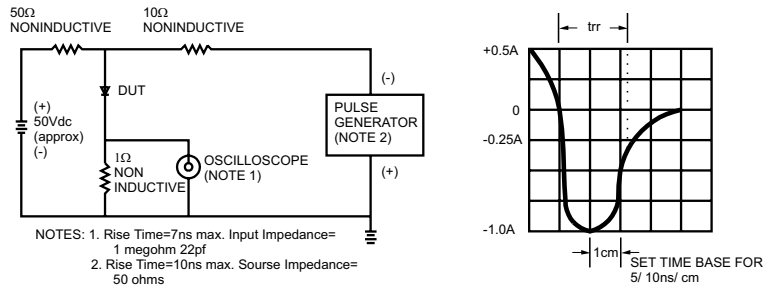 50Ω
NONINDUCTIVE
10Ω
NONINDUCTIVE
(+)
50Vdc
(approx)
(-)
DUT
1Ω
NON
INDUCTIVE
OSCILLOSCOPE
(NOTE 1)
(-)
PULSE
GENERATOR
(NOTE 2)
(+)
NOTES: 1. Rise Time=7ns max. Input Impedance=
1 megohm 22pf
2. Rise Time=10ns max. Sourse Impedance=
50 ohms
trr
+0.5A
0
-0.25A
-1.0A
1cm
SET TIME BASE FOR
5/ 10ns/ cm